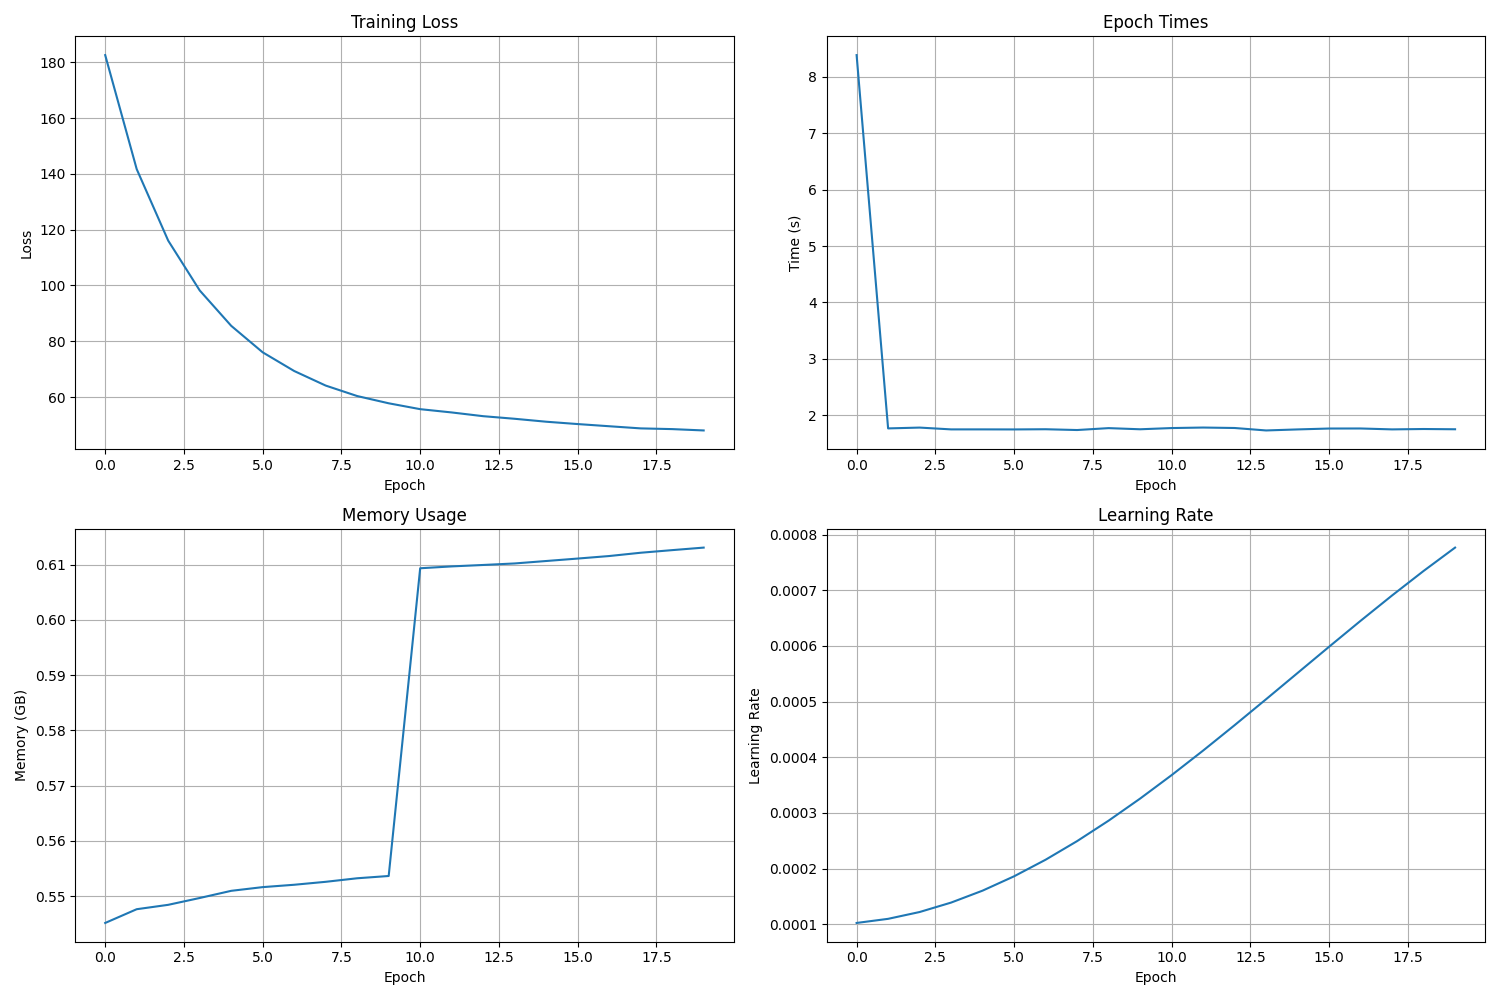 Training Loss
Loss
180
160
140
120
100
80
60
0.0 2.5 5.0 7.5 10.0 12.5 15.0 17.5
Epoch
Epoch Times
Time (s)
8
7
6
5
4
3
2
0.0 2.5 5.0 7.5 10.0 12.5 15.0 17.5
Epoch
Memory Usage
Memory (GB)
0.61
0.60
0.59
0.58
0.57
0.56
0.55
0.0 2.5 5.0 7.5 10.0 12.5 15.0 17.5
Epoch
Learning Rate
Learning Rate
0.0008
0.0007
0.0006
0.0005
0.0004
0.0003
0.0002
0.0001
0.0 2.5 5.0 7.5 10.0 12.5 15.0 17.5
Epoch